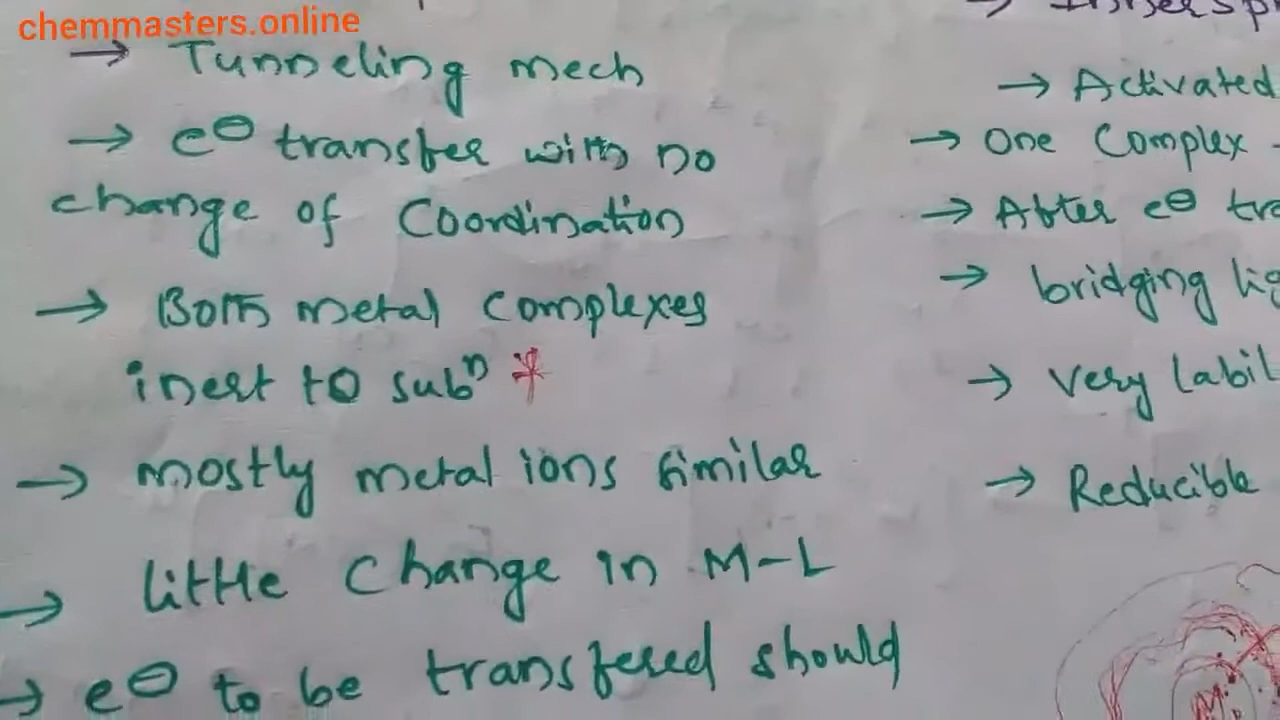 chemmasters.online
→ Tunneling mech
→ e⊖ transfer with no
change of Coordination
→ Both metal complexes
inert to subⁿ *
→ mostly metal ions similar
→ little change in M-L
→ e⊖ to be transfered should
→ Activated
→ One Complex
→ After e⊖
→ bridging
→ very
→ Reducible
M